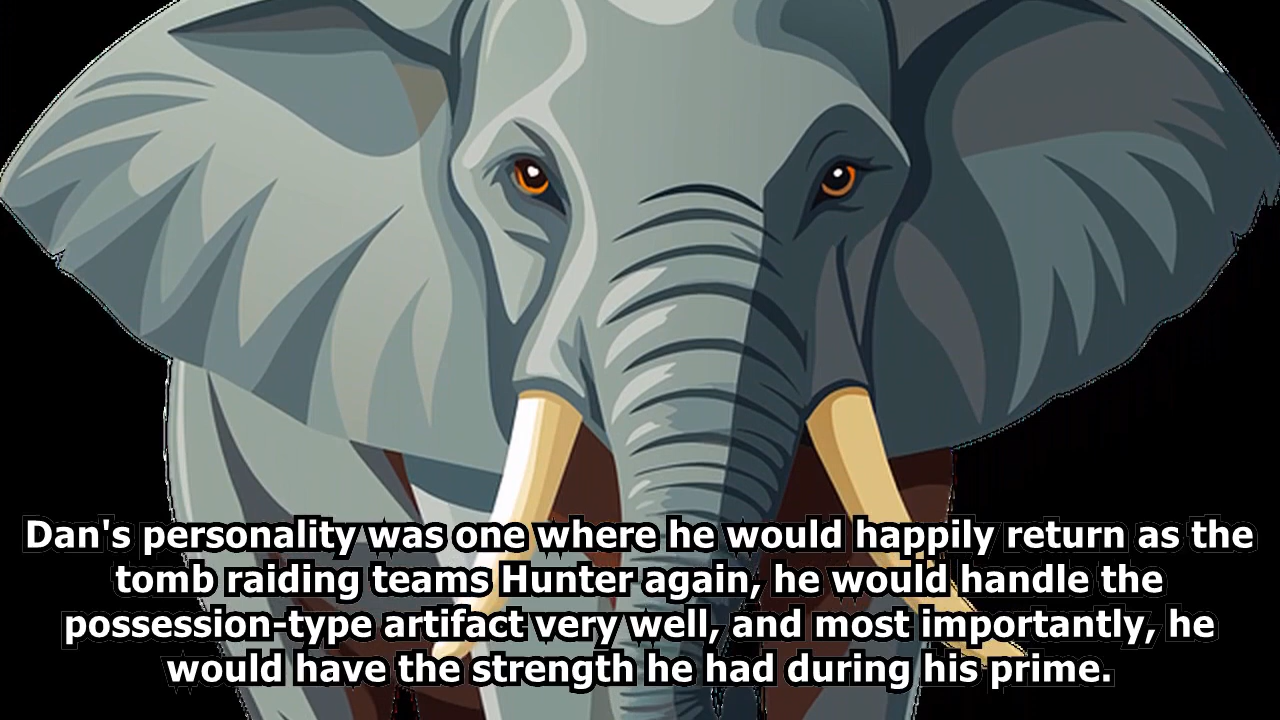 Dan's personality was one where he would happily return as the
tomb raiding teams Hunter again, he would handle the
possession-type artifact very well, and most importantly, he
would have the strength he had during his prime.